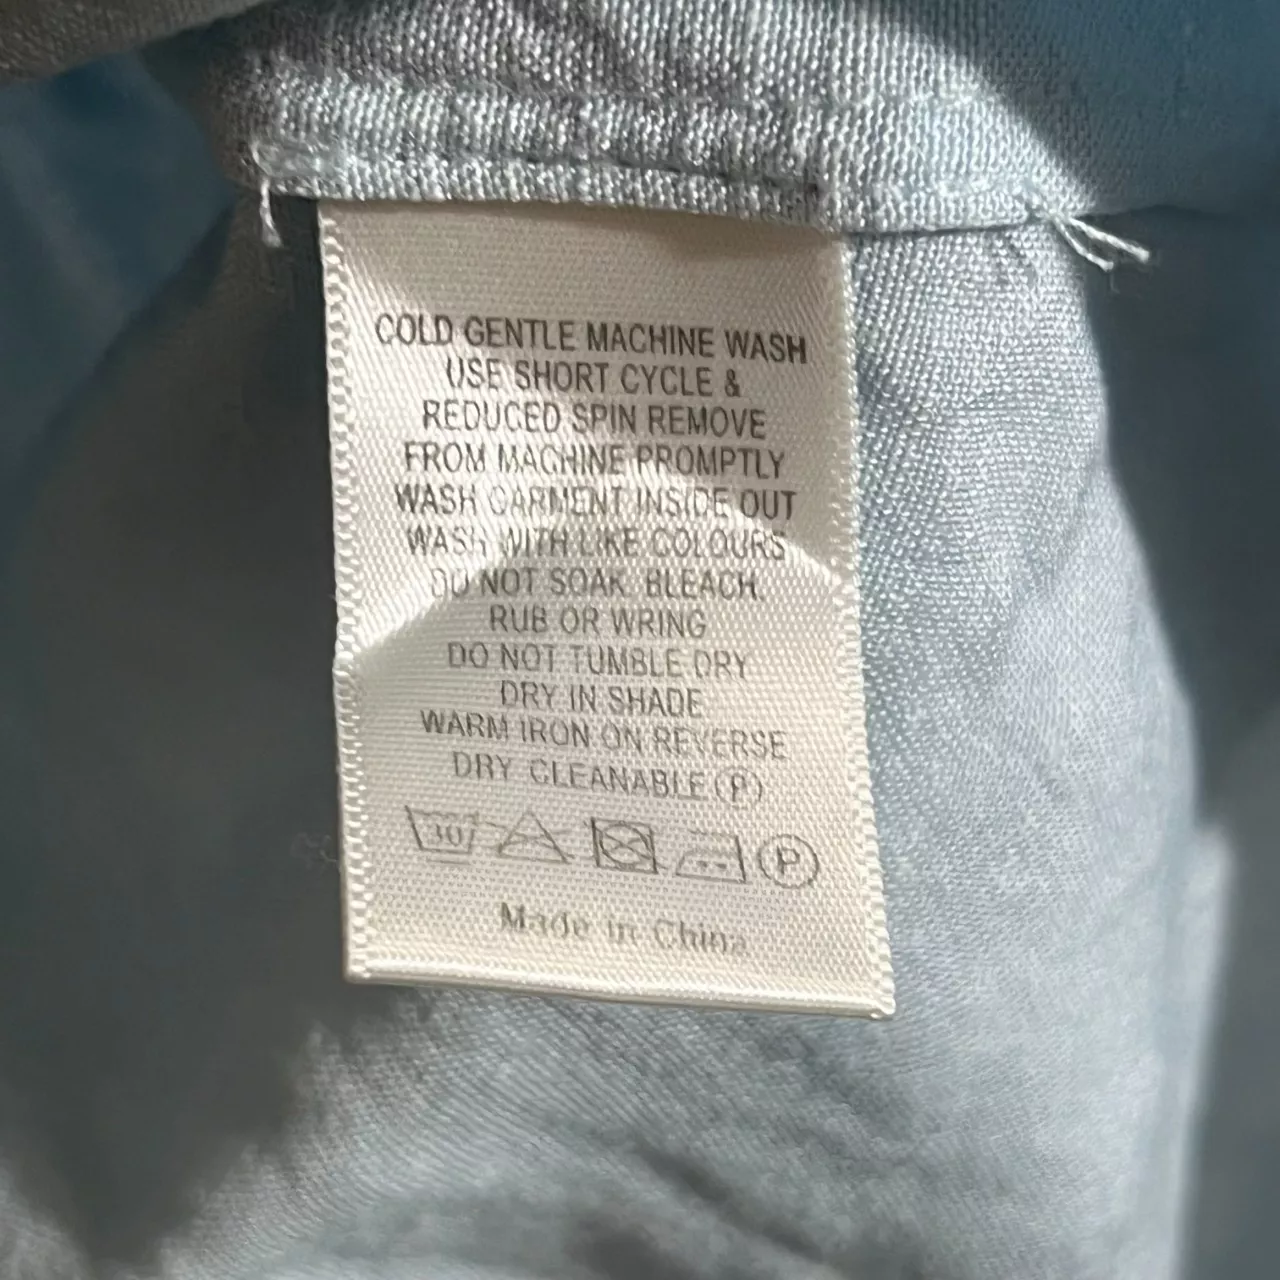 COLD GENTLE MACHINE WASH
USE SHORT CYCLE &
REDUCED SPIN REMOVE
FROM MACHINE PROMPTLY
WASH GARMENT INSIDE OUT
WASH WITH LIKE COLOURS
DO NOT SOAK, BLEACH,
RUB OR WRING
DO NOT TUMBLE DRY
DRY IN SHADE
WARM IRON ON REVERSE
DRY CLEANABLE Ⓟ
30 Ⓟ
Made in China